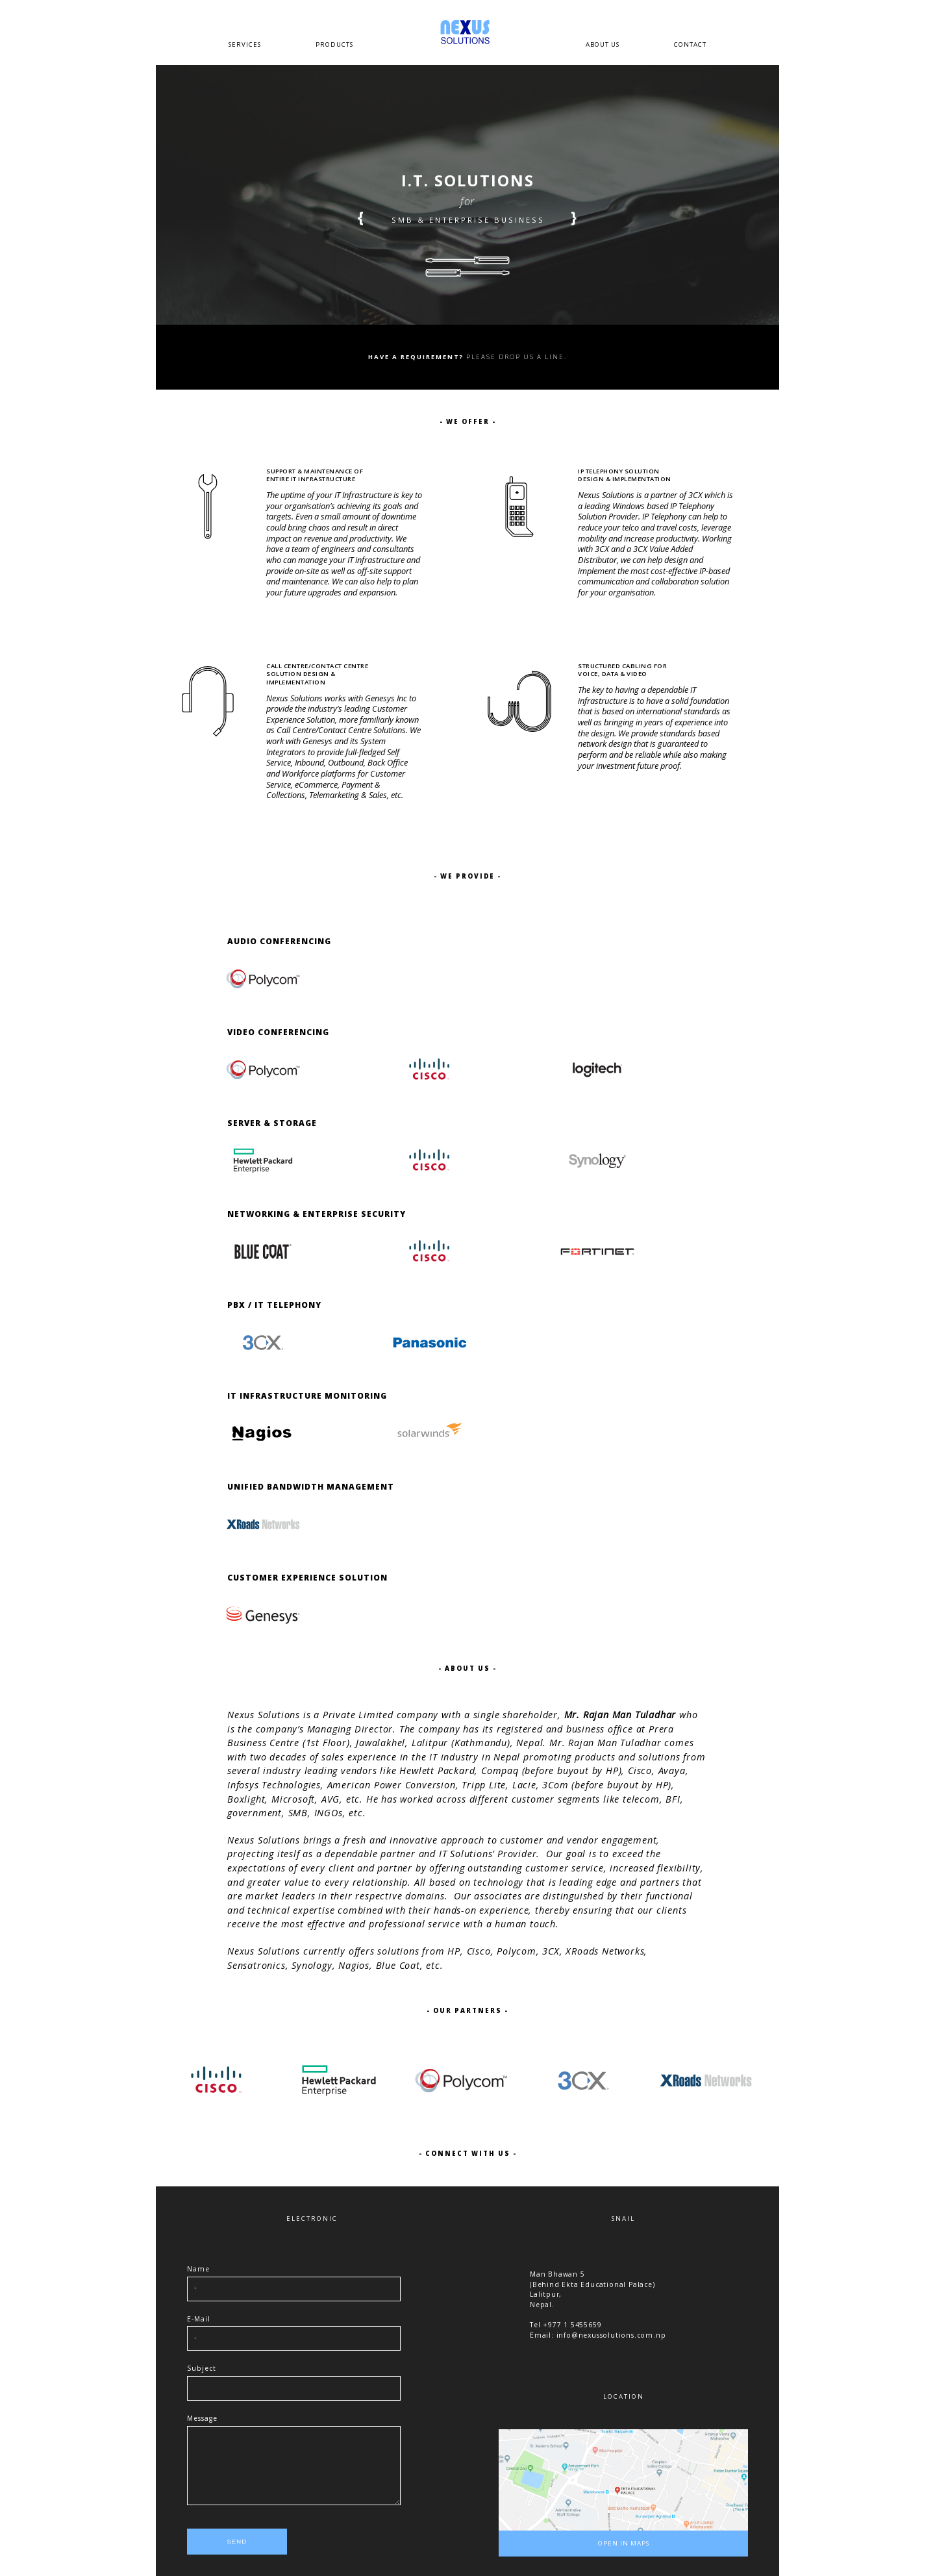 NEXUS
SOLUTIONS
SERVICES
PRODUCTS
ABOUT US
CONTACT
I.T. SOLUTIONS
for
{ SMB & ENTERPRISE BUSINESS }
HAVE A REQUIREMENT? PLEASE DROP US A LINE.
- WE OFFER -
SUPPORT & MAINTENANCE OF
ENTIRE IT INFRASTRUCTURE
The uptime of your IT Infrastructure is key to
your organisation's achieving its goals and
targets. Even a small amount of downtime
could bring chaos and result in direct
impact on revenue and productivity. We
have a team of engineers and consultants
who can manage your IT infrastructure and
provide on-site as well as off-site support
and maintenance. We can also help to plan
your future upgrades and expansion.
IP TELEPHONY SOLUTION
DESIGN & IMPLEMENTATION
Nexus Solutions is a partner of 3CX which is
a leading Windows based IP Telephony
Solution Provider. IP Telephony can help to
reduce your telco and travel costs, leverage
mobility and increase productivity. Working
with 3CX and a 3CX Value Added
Distributor, we can help design and
implement the most cost-effective IP-based
communication and collaboration solution
for your organisation.
CALL CENTRE/CONTACT CENTRE
SOLUTION DESIGN &
IMPLEMENTATION
Nexus Solutions works with Genesys Inc to
provide the industry's leading Customer
Experience Solution, more familiarly known
as Call Centre/Contact Centre Solutions. We
work with Genesys and its System
Integrators to provide full-fledged Self
Service, Inbound, Outbound, Back Office
and Workforce platforms for Customer
Service, eCommerce, Payment &
Collections, Telemarketing & Sales, etc.
STRUCTURED CABLING FOR
VOICE, DATA & VIDEO
The key to having a dependable IT
infrastructure is to have a solid foundation
that is based on international standards as
well as bringing in years of experience into
the design. We provide standards based
network design that is guaranteed to
perform and be reliable while also making
your investment future proof.
- WE PROVIDE -
AUDIO CONFERENCING
Polycom
VIDEO CONFERENCING
Polycom
CISCO
logitech
SERVER & STORAGE
Hewlett Packard
Enterprise
CISCO
Synology
NETWORKING & ENTERPRISE SECURITY
BLUE COAT
CISCO
FORTINET
PBX / IT TELEPHONY
3CX
Panasonic
IT INFRASTRUCTURE MONITORING
Nagios
solarwinds
UNIFIED BANDWIDTH MANAGEMENT
XRoads Networks
CUSTOMER EXPERIENCE SOLUTION
Genesys
- ABOUT US -
Nexus Solutions is a Private Limited company with a single shareholder, Mr. Rajan Man Tuladhar who
is the company's Managing Director. The company has its registered and business office at Prera
Business Centre (1st Floor), Jawalakhel, Lalitpur (Kathmandu), Nepal. Mr. Rajan Man Tuladhar comes
with two decades of sales experience in the IT industry in Nepal promoting products and solutions from
several industry leading vendors like Hewlett Packard, Compaq (before buyout by HP), Cisco, Avaya,
Infosys Technologies, American Power Conversion, Tripp Lite, Lacie, 3Com (before buyout by HP),
Boxlight, Microsoft, AVG, etc. He has worked across different customer segments like telecom, BFI,
government, SMB, INGOs, etc.
Nexus Solutions brings a fresh and innovative approach to customer and vendor engagement,
projecting iteslf as a dependable partner and IT Solutions' Provider. Our goal is to exceed the
expectations of every client and partner by offering outstanding customer service, increased flexibility,
and greater value to every relationship. All based on technology that is leading edge and partners that
are market leaders in their respective domains. Our associates are distinguished by their functional
and technical expertise combined with their hands-on experience, thereby ensuring that our clients
receive the most effective and professional service with a human touch.
Nexus Solutions currently offers solutions from HP, Cisco, Polycom, 3CX, XRoads Networks,
Sensatronics, Synology, Nagios, Blue Coat, etc.
- OUR PARTNERS -
CISCO
Hewlett Packard
Enterprise
Polycom
3CX
XRoads Networks
- CONNECT WITH US -
ELECTRONIC
Name
E-Mail
Subject
Message
SEND
SNAIL
Man Bhawan 5
(Behind Ekta Educational Palace)
Lalitpur,
Nepal.
Tel +977 1 5455659
Email: info@nexussolutions.com.np
LOCATION
OPEN IN MAPS